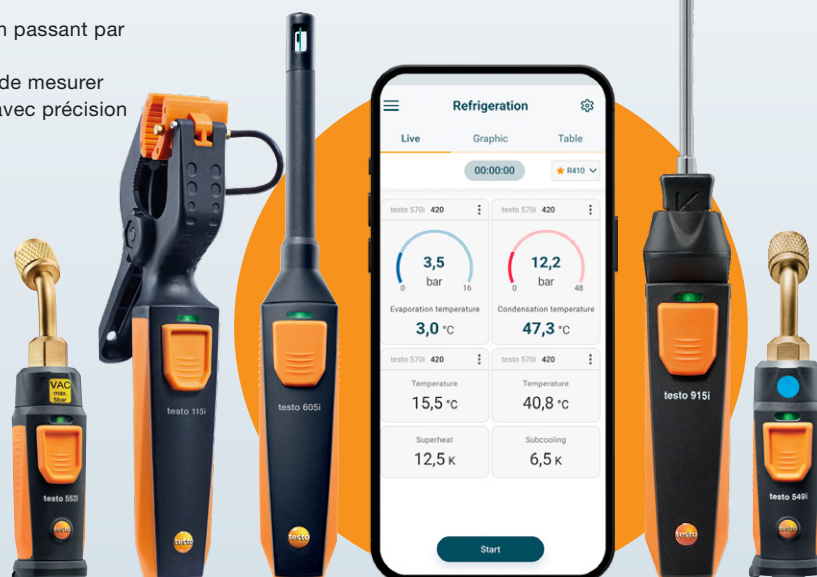 n passant par
de mesurer
avec précision
Refrigeration
Live Graphic Table
00:00:00 R410
testo 570i 420 testo 570i 420
3,5 12,2
bar bar
0 16 0 48
Evaporation temperature Condensation temperature
3,0 °C 47,3 °C
testo 570i 420 testo 570i 420
Temperature Temperature
15,5 °C 40,8 °C
Superheat Subcooling
12,5 K 6,5 K
Start
VAC
max.
testo 552i
testo
testo 115i
testo
testo 605i
testo
testo 915i
testo
testo 549i
testo